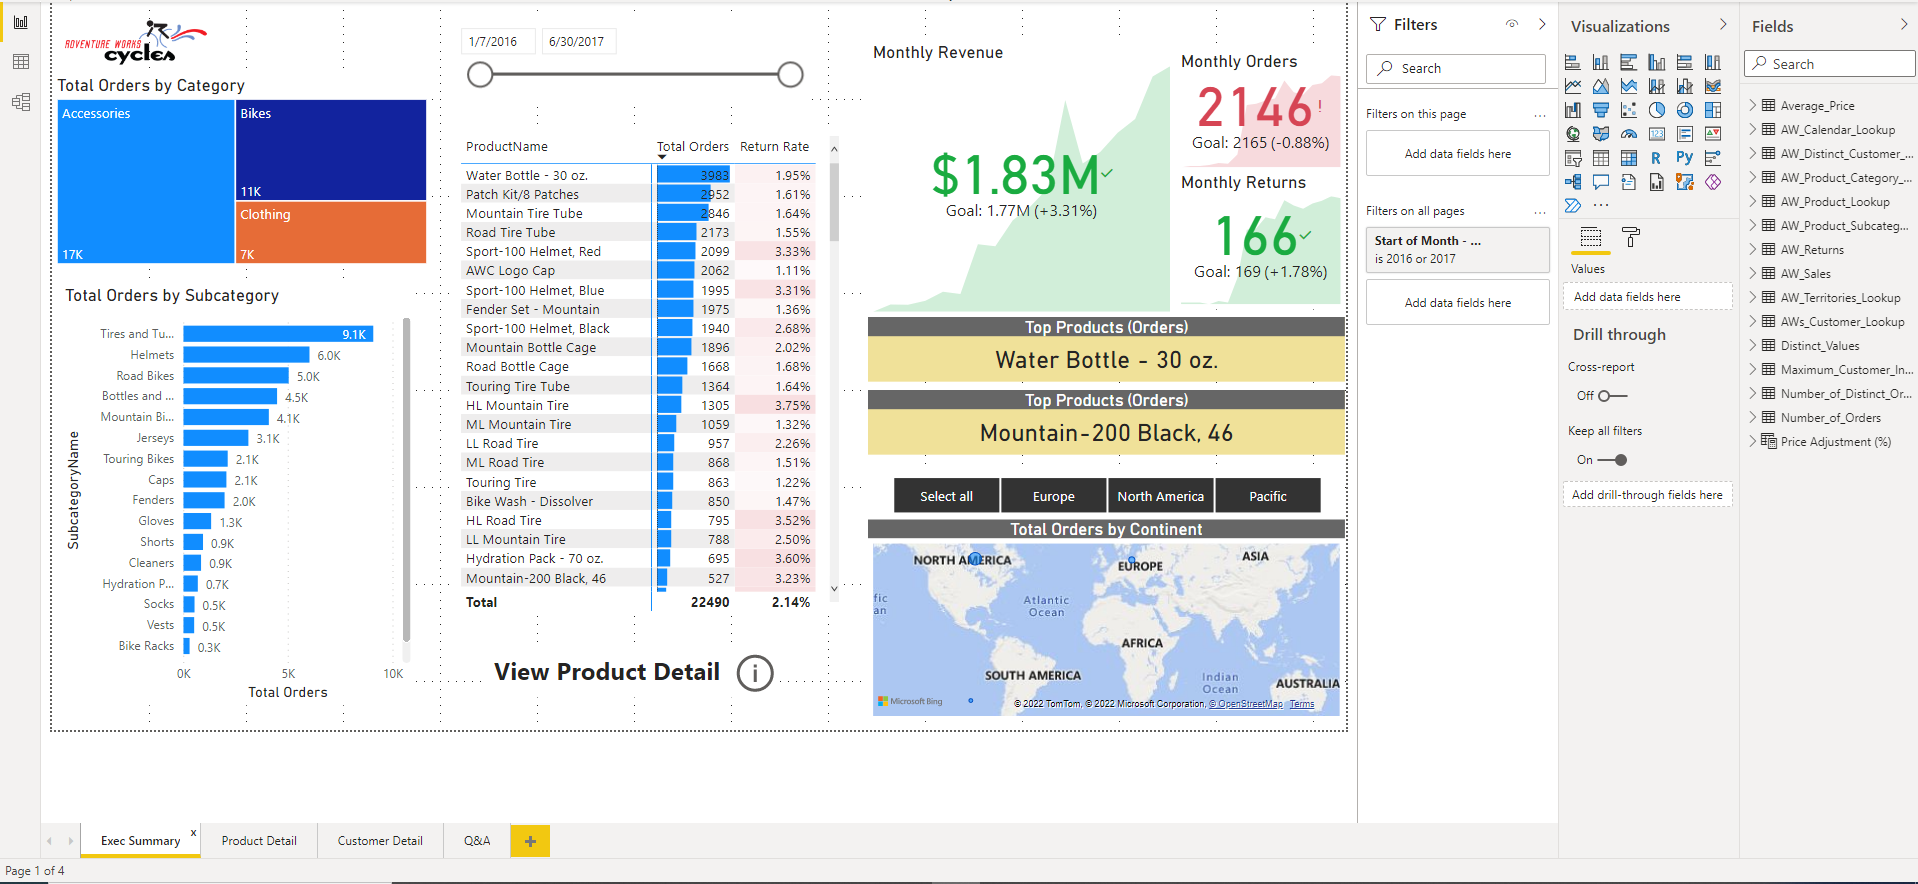 ADVENTURE WORKS
cycles
Total Orders by Category
Accessories
17K
Bikes
11K
Clothing
7K
Total Orders by Subcategory
SubcategoryName
Tires and Tu... 9.1K
Helmets 6.0K
Road Bikes 5.0K
Bottles and ... 4.5K
Mountain Bi... 4.1K
Jerseys 3.1K
Touring Bikes 2.1K
Caps 2.1K
Fenders 2.0K
Gloves 1.3K
Shorts 0.9K
Cleaners 0.9K
Hydration P... 0.7K
Socks 0.5K
Vests 0.5K
Bike Racks 0.3K
0K 5K 10K
Total Orders
1/7/2016 6/30/2017
ProductName Total Orders Return Rate
Water Bottle - 30 oz. 3983 1.95%
Patch Kit/8 Patches 2952 1.61%
Mountain Tire Tube 2846 1.64%
Road Tire Tube 2173 1.55%
Sport-100 Helmet, Red 2099 3.33%
AWC Logo Cap 2062 1.11%
Sport-100 Helmet, Blue 1995 3.31%
Fender Set - Mountain 1975 1.36%
Sport-100 Helmet, Black 1940 2.68%
Mountain Bottle Cage 1896 2.02%
Road Bottle Cage 1668 1.68%
Touring Tire Tube 1364 1.64%
HL Mountain Tire 1305 3.75%
ML Mountain Tire 1059 1.32%
LL Road Tire 957 2.26%
ML Road Tire 868 1.51%
Touring Tire 863 1.22%
Bike Wash - Dissolver 850 1.47%
HL Road Tire 795 3.52%
LL Mountain Tire 788 2.50%
Hydration Pack - 70 oz. 695 3.60%
Mountain-200 Black, 46 527 3.23%
Total 22490 2.14%
View Product Detail
Monthly Revenue
$1.83M
Goal: 1.77M (+3.31%)
Monthly Orders
2146!
Goal: 2165 (-0.88%)
Monthly Returns
166
Goal: 169 (+1.78%)
Top Products (Orders)
Water Bottle - 30 oz.
Top Products (Orders)
Mountain-200 Black, 46
Select all Europe North America Pacific
Total Orders by Continent
NORTH AMERICA
EUROPE
ASIA
fic
an
Atlantic
Ocean
AFRICA
SOUTH AMERICA
Indian
Ocean
AUSTRALIA
Microsoft Bing
© 2022 TomTom, © 2022 Microsoft Corporation, © OpenStreetMap Terms
Filters
Search
Filters on this page ...
Add data fields here
Filters on all pages ...
Start of Month - ...
is 2016 or 2017
Add data fields here
Visualizations
123
R Py
...
Values
Add data fields here
Drill through
Cross-report
Off
Keep all filters
On
Add drill-through fields here
Fields
Search
Average_Price
AW_Calendar_Lookup
AW_Distinct_Customer_...
AW_Product_Category_...
AW_Product_Lookup
AW_Product_Subcateg...
AW_Returns
AW_Sales
AW_Territories_Lookup
AWs_Customer_Lookup
Distinct_Values
Maximum_Customer_In...
Number_of_Distinct_Or...
Number_of_Orders
Price Adjustment (%)
Exec Summary x Product Detail Customer Detail Q&A +
Page 1 of 4